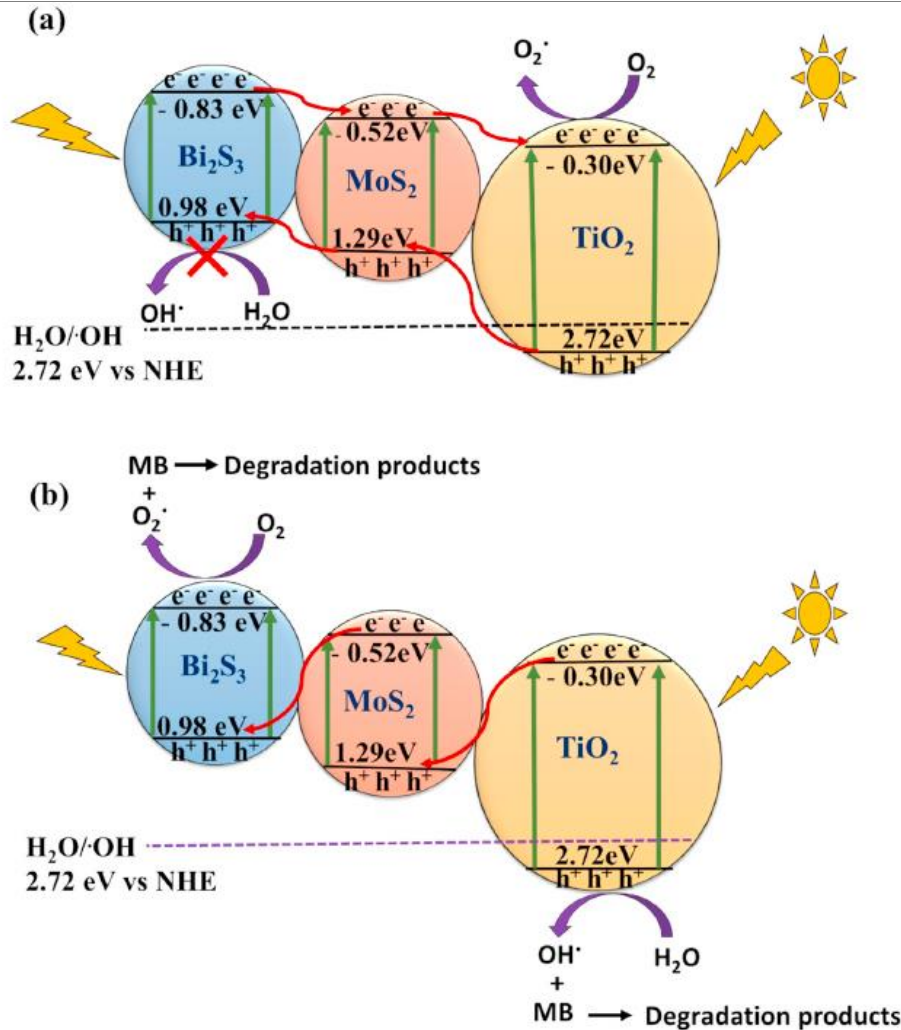 (a)
O₂· O₂
e⁻ e⁻ e⁻ e⁻
- 0.83 eV
Bi₂S₃
0.98 eV
h⁺ h⁺ h⁺
e⁻ e⁻ e⁻
- 0.52eV
MoS₂
1.29eV
h⁺ h⁺ h⁺
e⁻ e⁻ e⁻ e⁻
- 0.30eV
TiO₂
2.72eV
h⁺ h⁺ h⁺
OH· H₂O
H₂O/·OH
2.72 eV vs NHE
(b)
MB → Degradation products
+
O₂· O₂
e⁻ e⁻ e⁻ e⁻
- 0.83 eV
Bi₂S₃
0.98 eV
h⁺ h⁺ h⁺
e⁻ e⁻ e
- 0.52eV
MoS₂
1.29eV
h⁺ h⁺ h⁺
e⁻ e⁻ e⁻ e⁻
- 0.30eV
TiO₂
2.72eV
h⁺ h⁺ h⁺
H₂O/·OH
2.72 eV vs NHE
OH· H₂O
+
MB → Degradation products